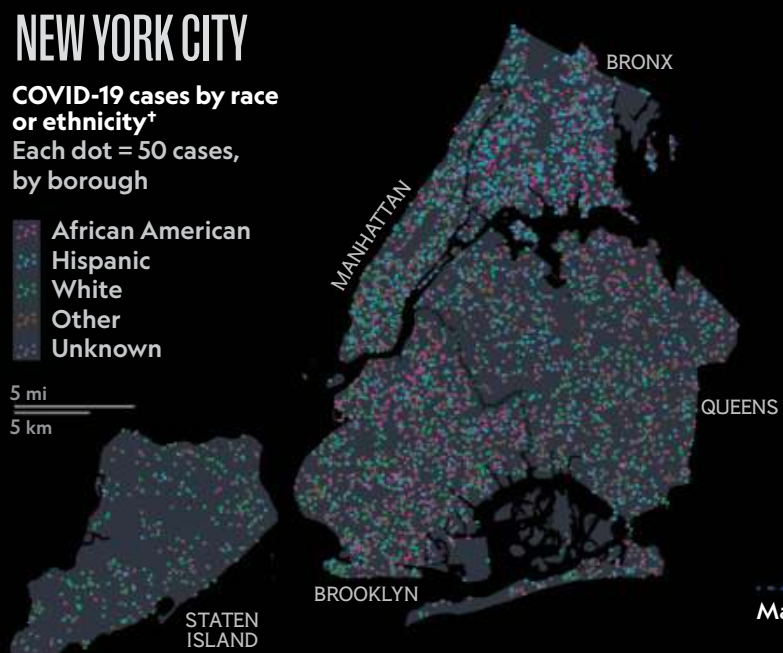 NEW YORK CITY
COVID-19 cases by race
or ethnicity†
Each dot = 50 cases,
by borough
African American
Hispanic
White
Other
Unknown
5 mi
5 km
BRONX
MANHATTAN
QUEENS
BROOKLYN
STATEN
ISLAND
Ma